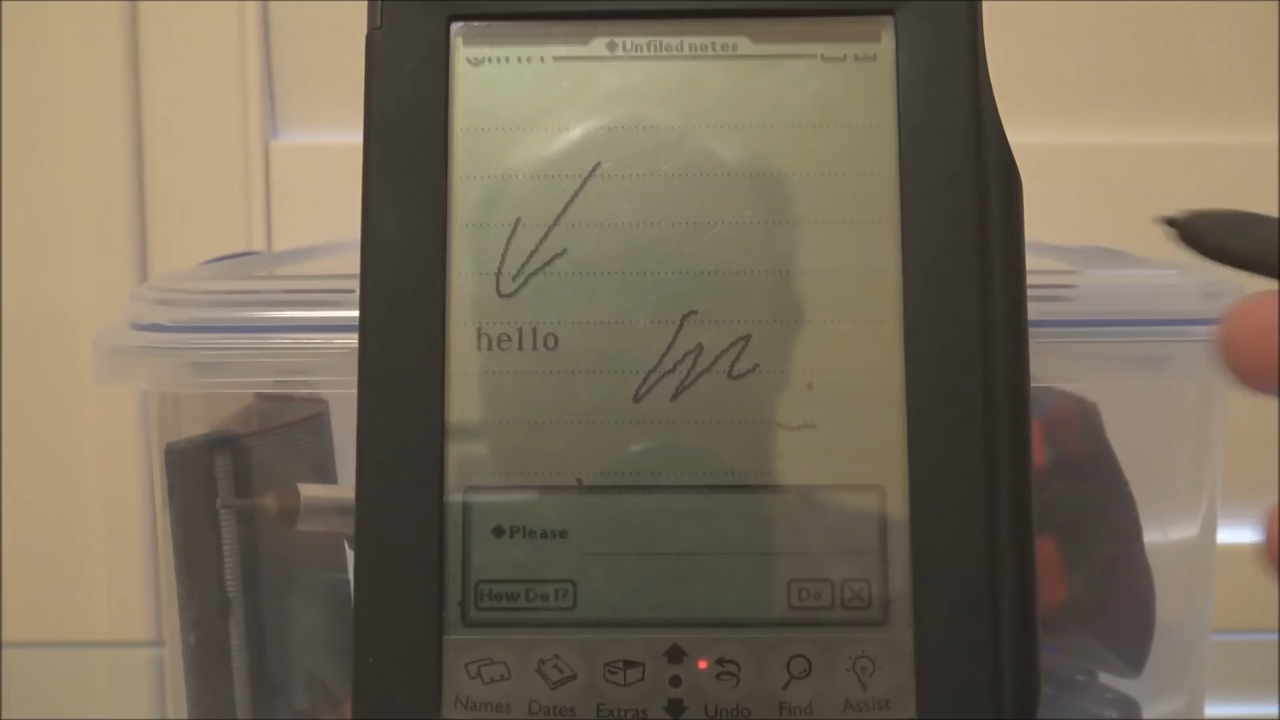 ◆Unfiled notes
hello
◆Please
How Do I?
Do
Names Dates Extras Undo Find Assist